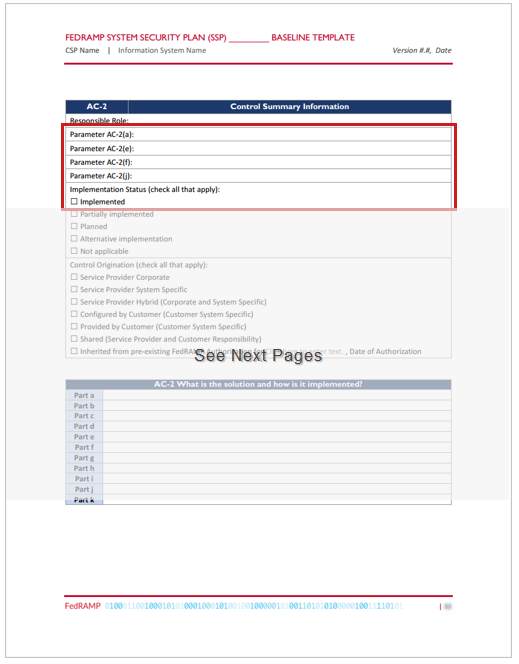 FEDRAMP SYSTEM SECURITY PLAN (SSP) ________ BASELINE TEMPLATE
CSP Name | Information System Name Version #.#, Date
AC-2 Control Summary Information
Responsible Role:
Parameter AC-2(a):
Parameter AC-2(e):
Parameter AC-2(f):
Parameter AC-2(j):
Implementation Status (check all that apply):
☐ Implemented
☐ Partially implemented
☐ Planned
☐ Alternative implementation
☐ Not applicable
Control Origination (check all that apply):
☐ Service Provider Corporate
☐ Service Provider System Specific
☐ Service Provider Hybrid (Corporate and System Specific)
☐ Configured by Customer (Customer System Specific)
☐ Provided by Customer (Customer System Specific)
☐ Shared (Service Provider and Customer Responsibility)
☐ Inherited from pre-existing FedRAMP text. , Date of Authorization
See Next Pages
AC-2 What is the solution and how is it implemented?
Part a
Part b
Part c
Part d
Part e
Part f
Part g
Part h
Part i
Part j
Part k
FedRAMP